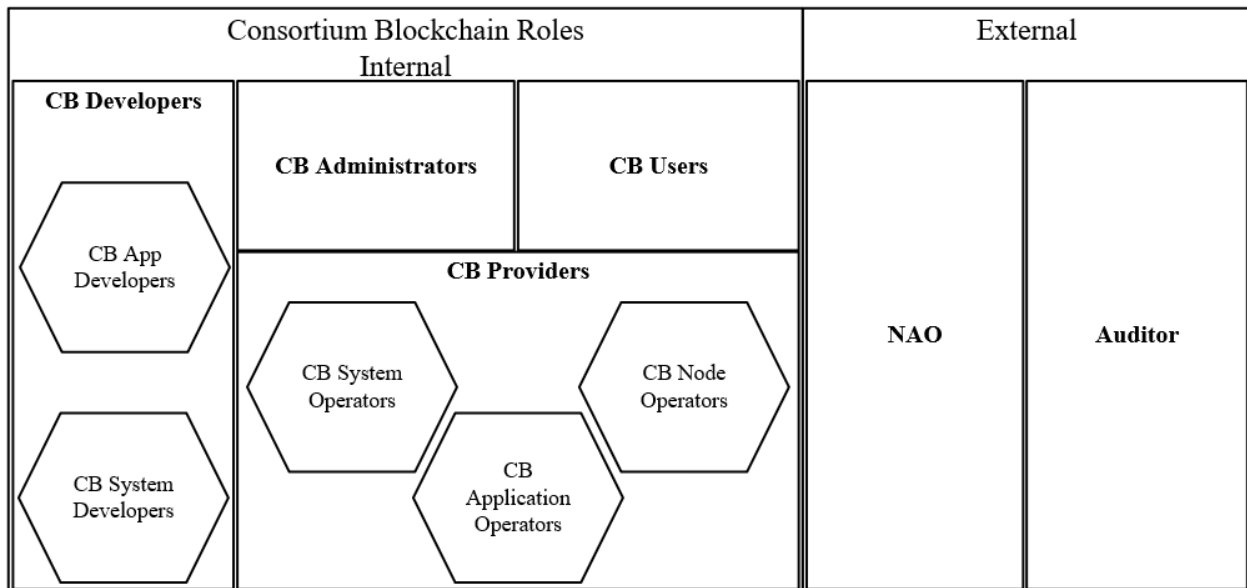 Consortium Blockchain Roles
Internal
External
CB Developers
CB App
Developers
CB System
Developers
CB Administrators
CB Users
CB Providers
CB System
Operators
CB
Application
Operators
CB Node
Operators
NAO
Auditor